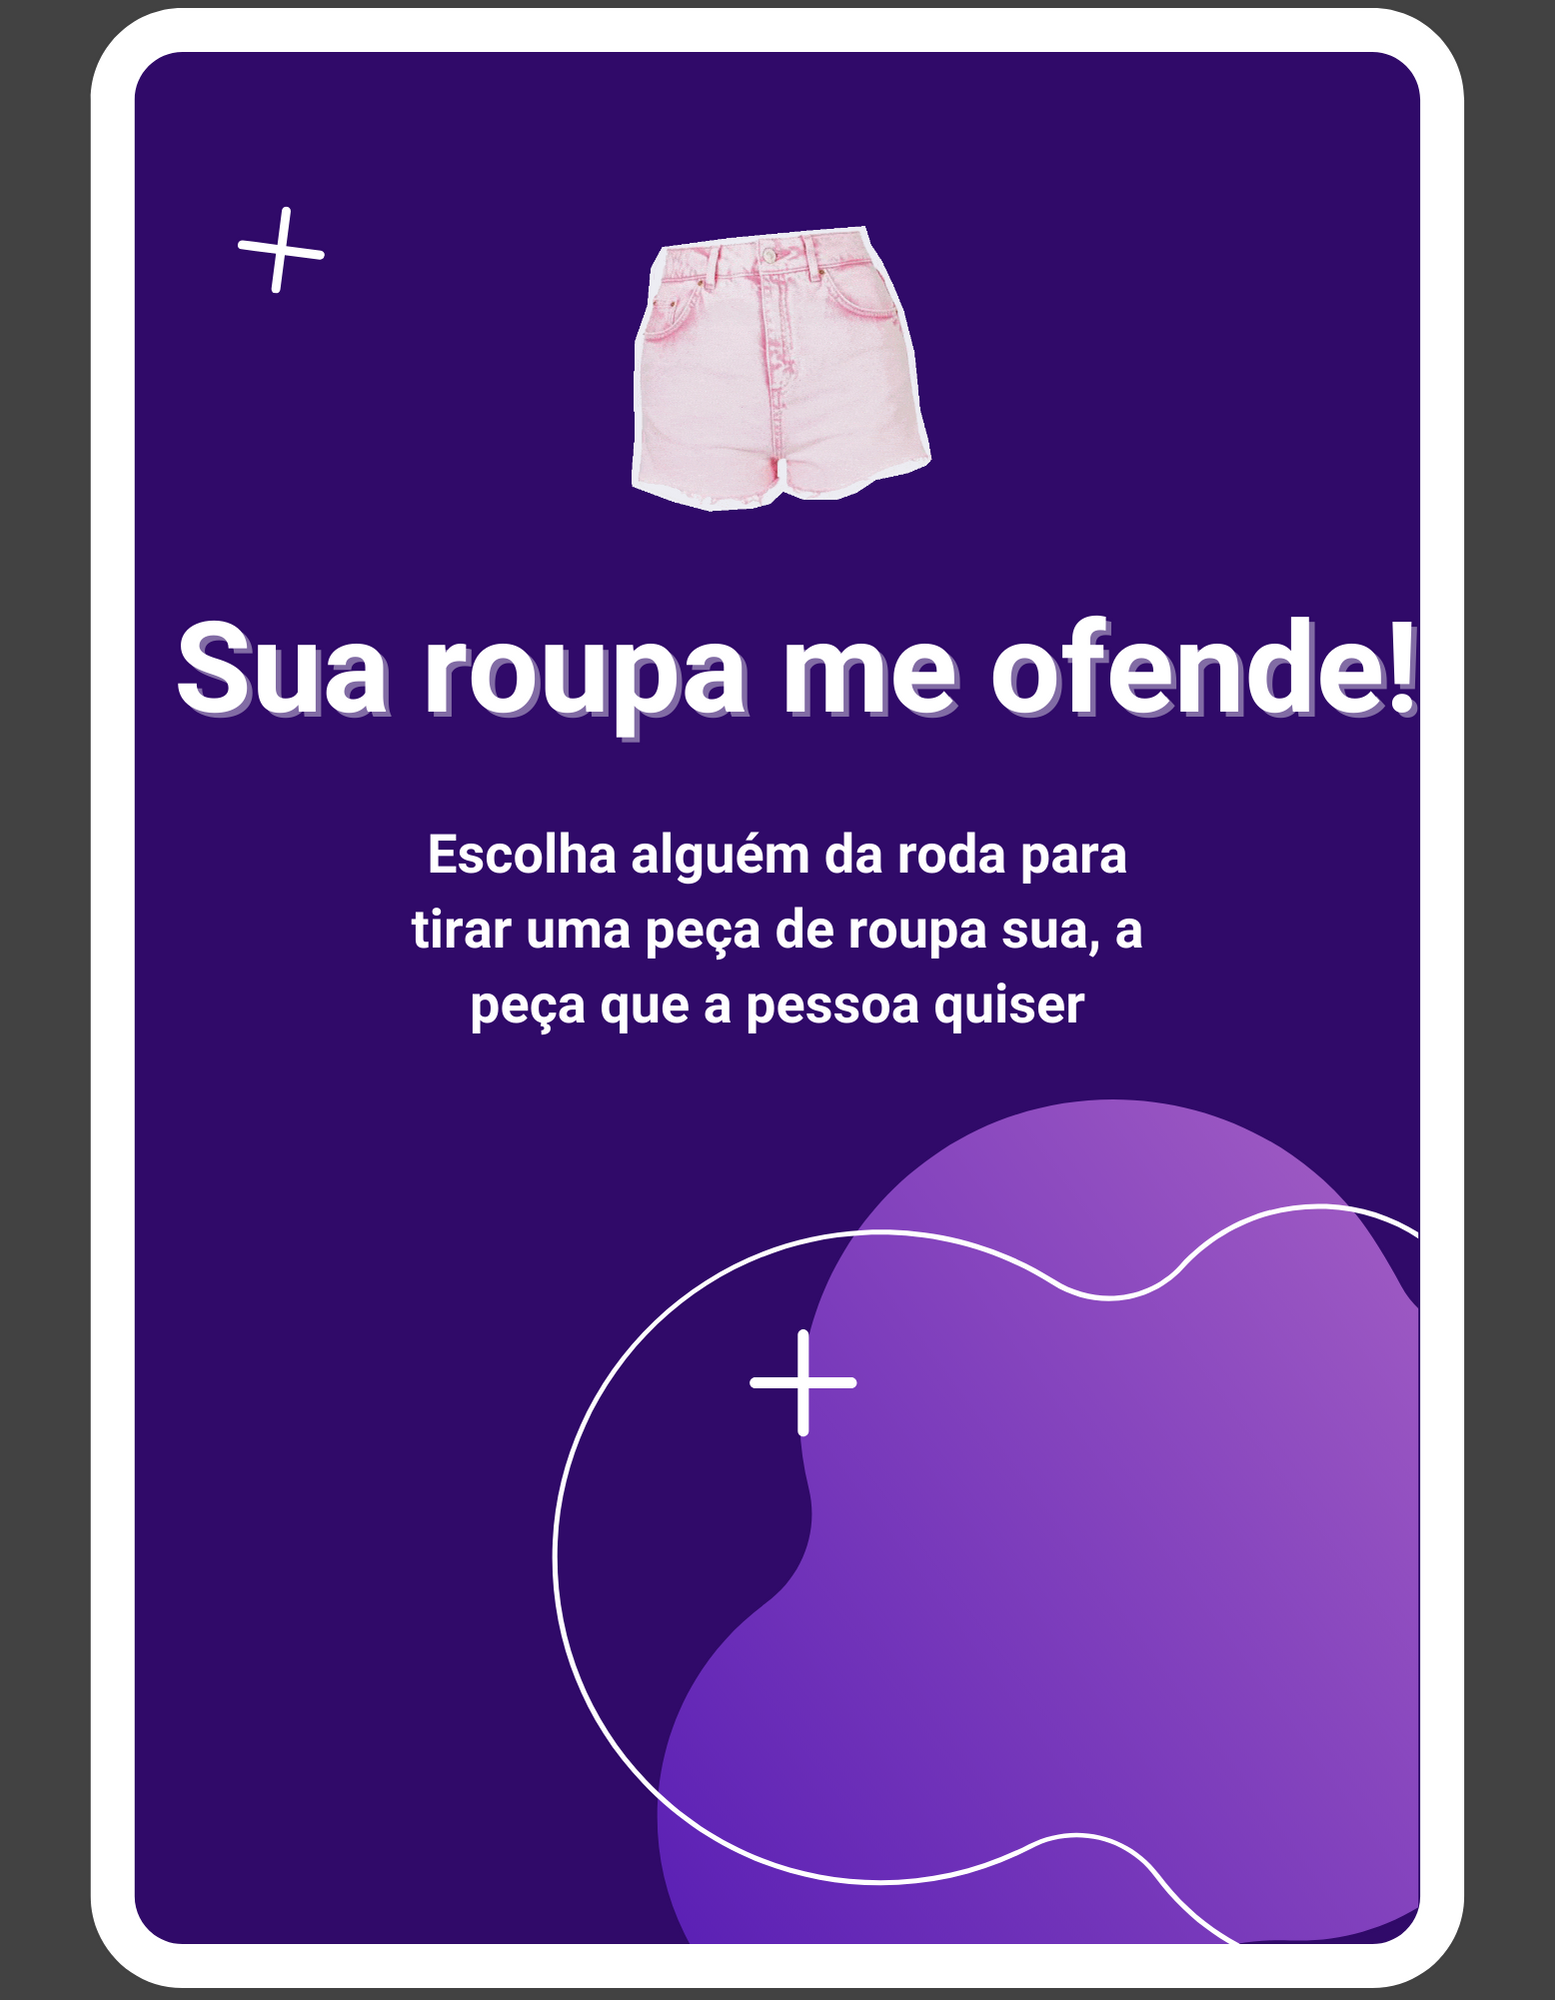 Sua roupa me ofende!
Escolha alguém da roda para
tirar uma peça de roupa sua, a
peça que a pessoa quiser